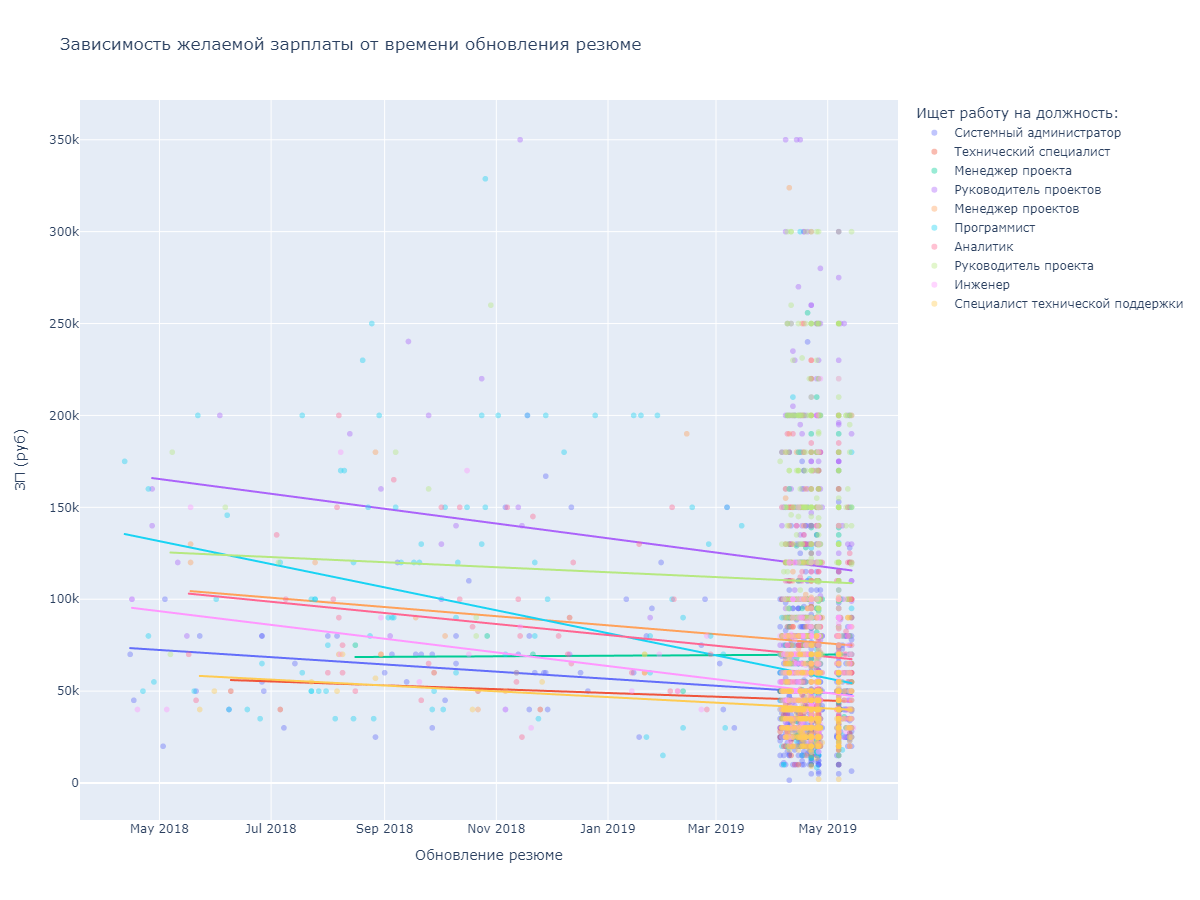 Зависимость желаемой зарплаты от времени обновления резюме
Ищет работу на должность:
Системный администратор
Технический специалист
Менеджер проекта
Руководитель проектов
Менеджер проектов
Программист
Аналитик
Руководитель проекта
Инженер
Специалист технической поддержки
350k
300k
250k
200k
150k
100k
50k
0
ЗП (руб)
May 2018 Jul 2018 Sep 2018 Nov 2018 Jan 2019 Mar 2019 May 2019
Обновление резюме